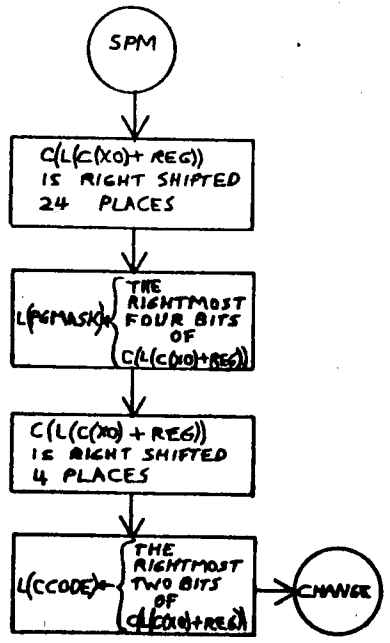 SPM
C(L(C(X0)+ REG))
IS RIGHT SHIFTED
24 PLACES
THE
RIGHTMOST
L(PGMASK)← FOUR BITS
OF
C(L(C(X0)+REG))
C(L(C(X0) + REG))
IS RIGHT SHIFTED
4 PLACES
THE
RIGHTMOST
L(CCODE)← TWO BITS
OF
C(L(C(X0)+REG))
CHANGE